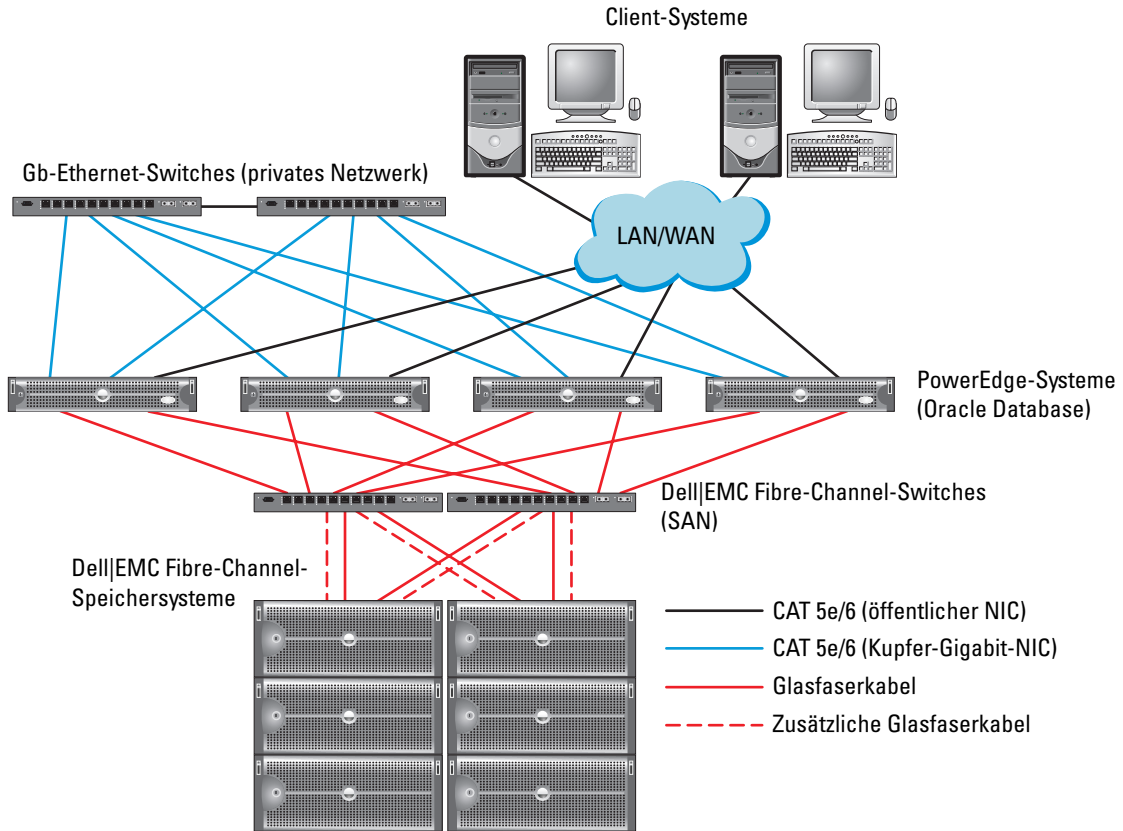 Client-Systeme
Gb-Ethernet-Switches (privates Netzwerk)
LAN/WAN
PowerEdge-Systeme
(Oracle Database)
Dell|EMC Fibre-Channel-Switches
(SAN)
Dell|EMC Fibre-Channel-
Speichersysteme
CAT 5e/6 (öffentlicher NIC)
CAT 5e/6 (Kupfer-Gigabit-NIC)
Glasfaserkabel
Zusätzliche Glasfaserkabel